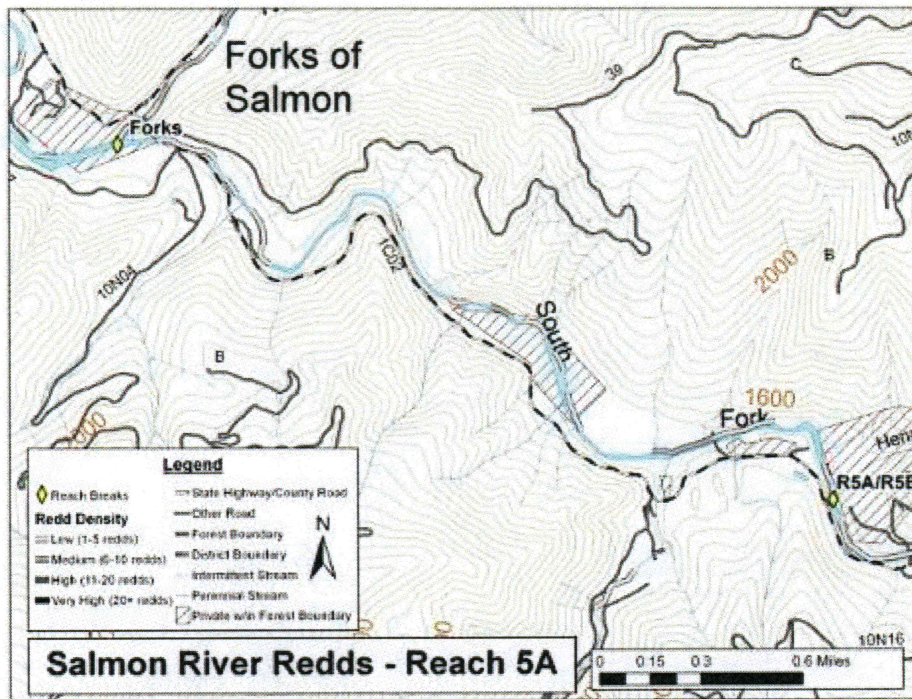 Forks of
Salmon
Forks
39
C
10N04
1C02
B
B
2000
South
1600
Fork
R5A/R5B
Legend
Reach Breaks
Redd Density
Low (1-5 redds)
Medium (6-10 redds)
High (11-20 redds)
Very High (20+ redds)
State Highway/County Road
Other Road
Forest Boundary
District Boundary
Intermittent Stream
Perennial Stream
Private w/in Forest Boundary
N
10N16
Salmon River Redds - Reach 5A
0 0.15 0.3 0.6 Miles